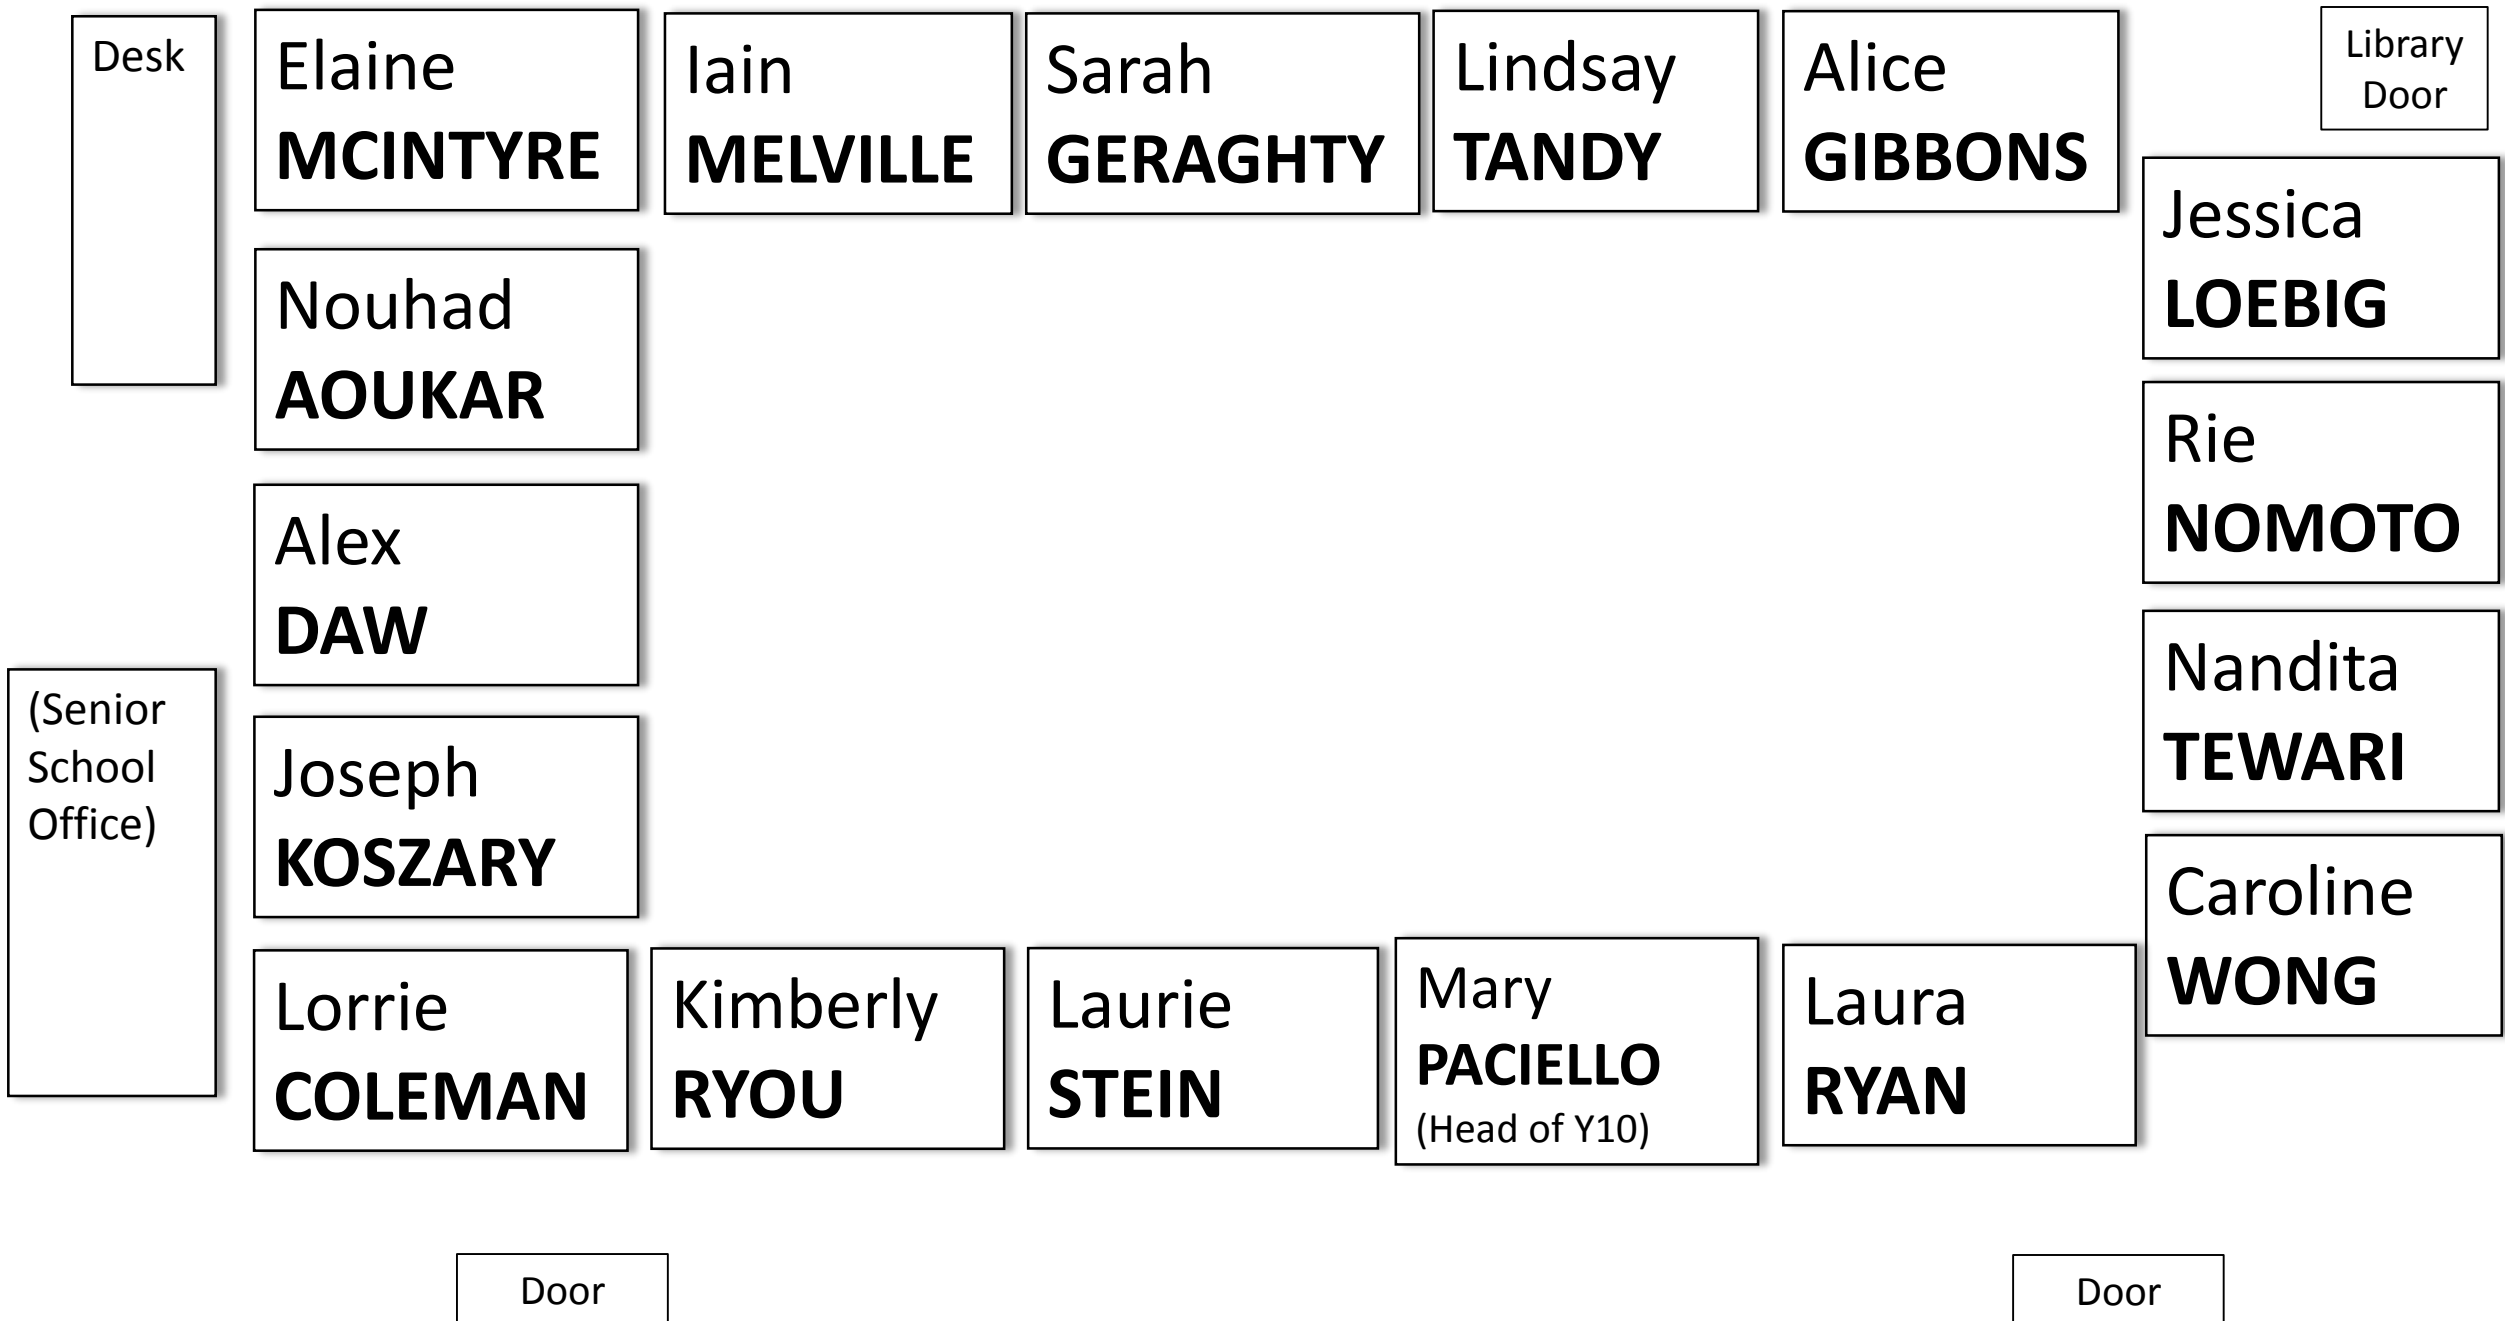 Desk
Elaine
MCINTYRE
Iain
MELVILLE
Sarah
GERAGHTY
Lindsay
TANDY
Alice
GIBBONS
Library
Door
Jessica
LOEBIG
Nouhad
AOUKAR
Rie
NOMOTO
Alex
DAW
Nandita
TEWARI
(Senior
School
Office)
Joseph
KOSZARY
Caroline
WONG
Lorrie
COLEMAN
Kimberly
RYOU
Laurie
STEIN
Mary
PACIELLO
(Head of Y10)
Laura
RYAN
Door
Door